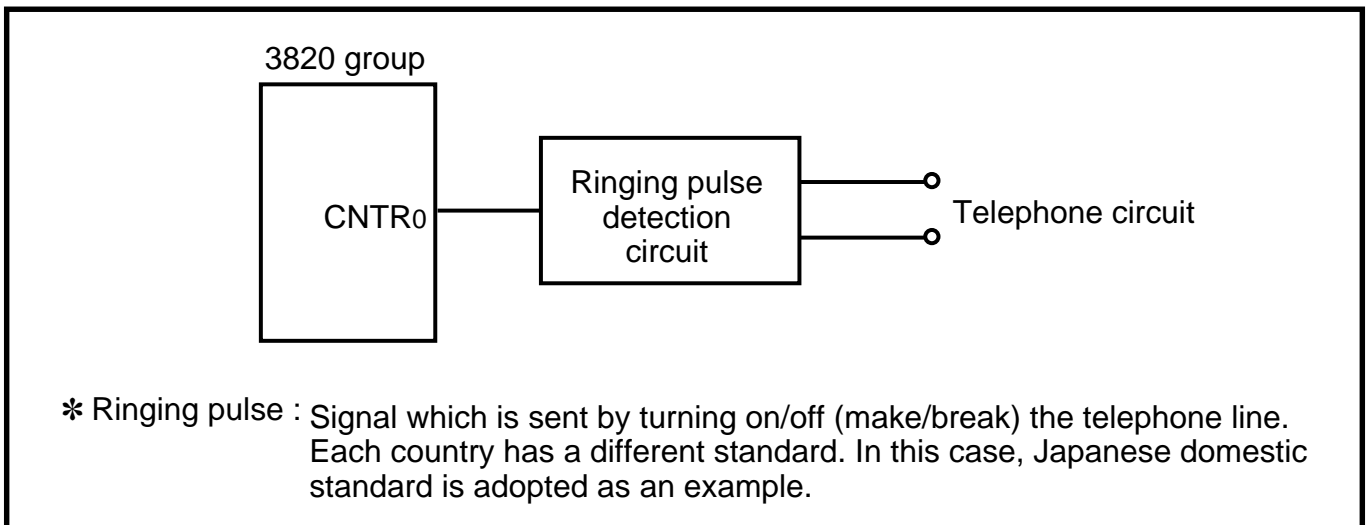 3820 group
CNTR0
Ringing pulse
detection
circuit
Telephone circuit
✻ Ringing pulse : Signal which is sent by turning on/off (make/break) the telephone line.
Each country has a different standard. In this case, Japanese domestic
standard is adopted as an example.